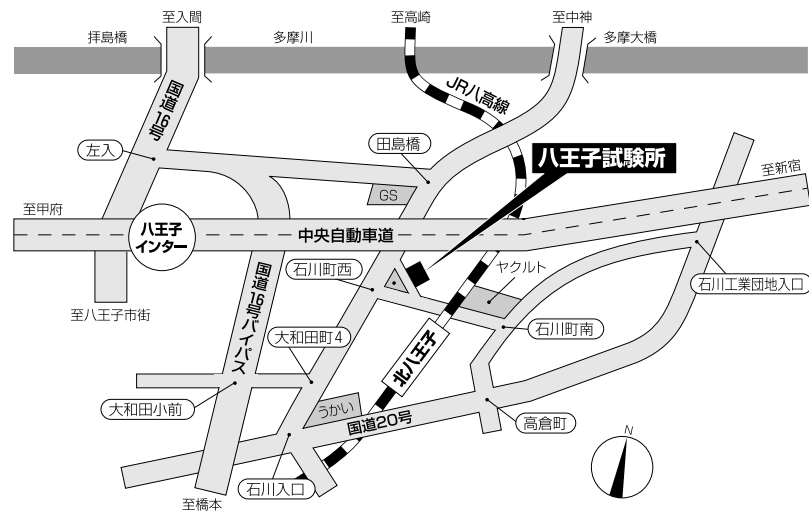 至入間
至高崎
至中神
拝島橋
多摩川
多摩大橋
JR八高線
国道16号
左入
田島橋
八王子試験所
至新宿
GS
至甲府
八王子
インター
中央自動車道
石川町西
ヤクルト
石川工業団地入口
至八王子市街
国道16号バイパス
大和田町4
石川町南
北八王子
大和田小前
うかい
国道20号
高倉町
N
石川入口
至橋本